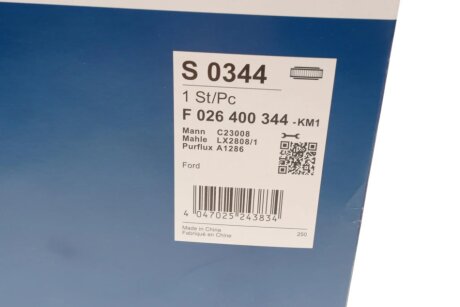 S 0344
1 St/Pc
F 026 400 344 -KM1
Mann C23008
Mahle LX2808/1
Purflux A1286
Ford
4 047025 243834
Made in China
Fabriqué en Chine 250